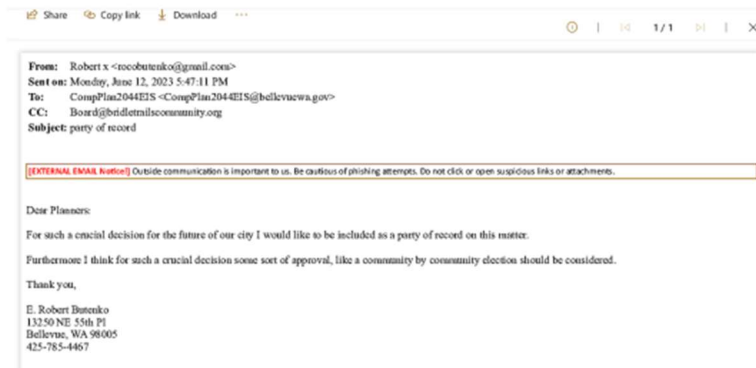 Share Copy link Download ...
1/1
From: Robert x <rocobutenko@gmail.com>
Sent on: Monday, June 12, 2023 5:47:11 PM
To: CompPlan2044EIS <CompPlan2044EIS@bellevuewa.gov>
CC: Board@bridletrailscommunity.org
Subject: party of record
[EXTERNAL EMAIL Notice!] Outside communication is important to us. Be cautious of phishing attempts. Do not click or open suspicious links or attachments.
Dear Planners:
For such a crucial decision for the future of our city I would like to be included as a party of record on this matter.
Furthermore I think for such a crucial decision some sort of approval, like a community by community election should be considered.
Thank you,
E. Robert Butenko
13250 NE 55th Pl
Bellevue, WA 98005
425-785-4467